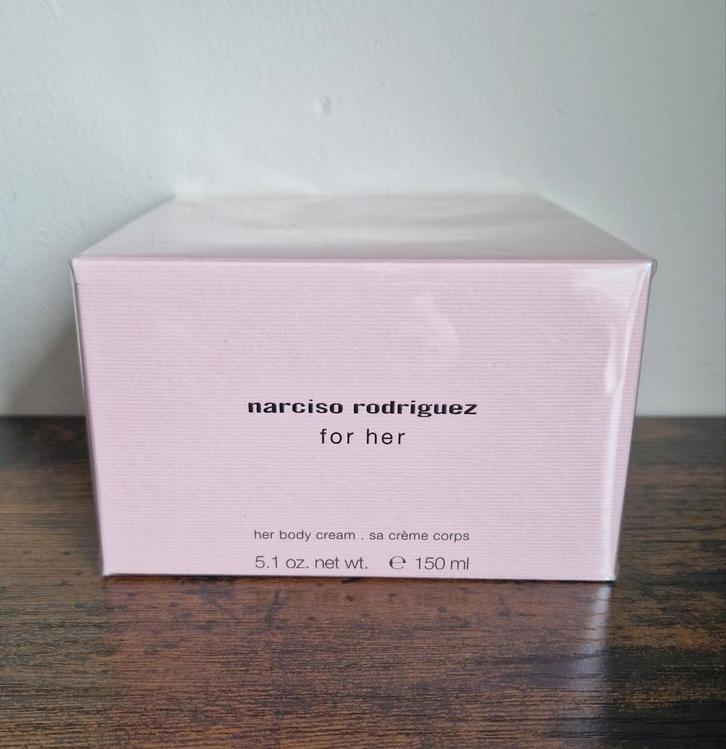 narciso rodriguez
for her
her body cream . sa crème corps
5.1 oz. net wt. ℮ 150 ml